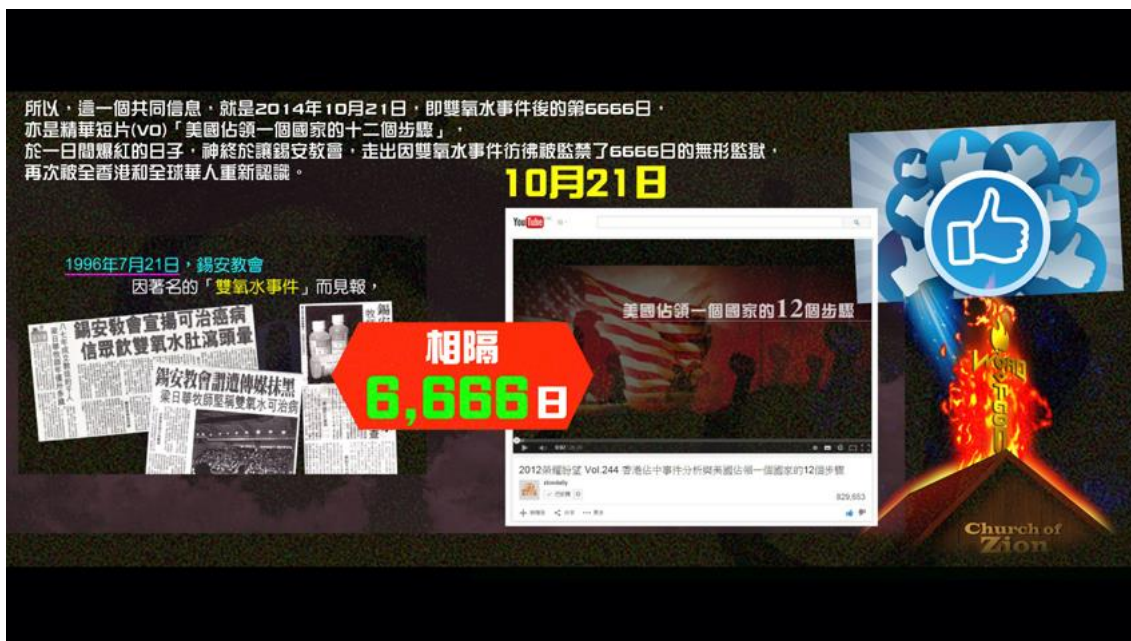 所以，這一個共同信息，就是2014年10月21日，即雙氧水事件後的第6666日，
亦是精華短片(VO)「美國佔領一個國家的十二個步驟」，
於一日間爆紅的日子，神終於讓錫安教會，走出因雙氧水事件彷彿被監禁了6666日的無形監獄，
再次被全香港和全球華人重新認識。
10月21日
YouTube
1996年7月21日，錫安教會
因著名的「雙氧水事件」而見報，
錫安教會宣揚可治癌病
信眾飲雙氧水肚瀉頭暈
錫安教會謂遭傳媒抹黑
梁日華牧師堅稱雙氧水可治病
相隔
6,666日
美國佔領一個國家的12個步驟
2012榮耀盼望 Vol.244 香港佔中事件分析與美國佔領一個國家的12個步驟
ziondaily
829,653
Church of
Zion